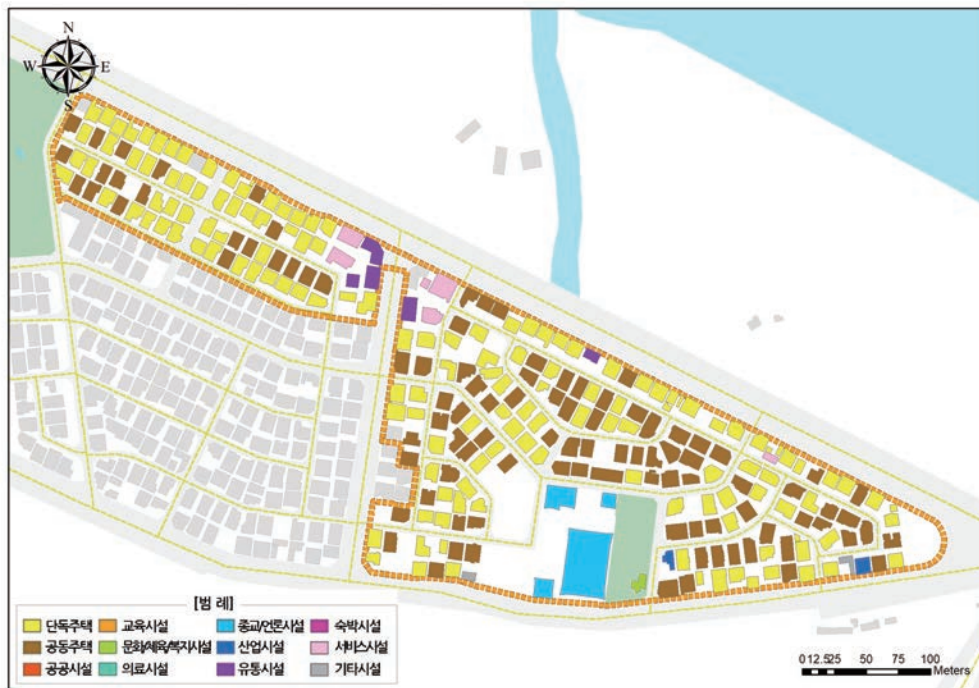 N
W E
S
[범 례]
단독주택 교육시설 종교/언론시설 숙박시설
공동주택 문화/체육/복지시설 산업시설 서비스시설
공공시설 의료시설 유통시설 기타시설
0 12.525 50 75 100
Meters